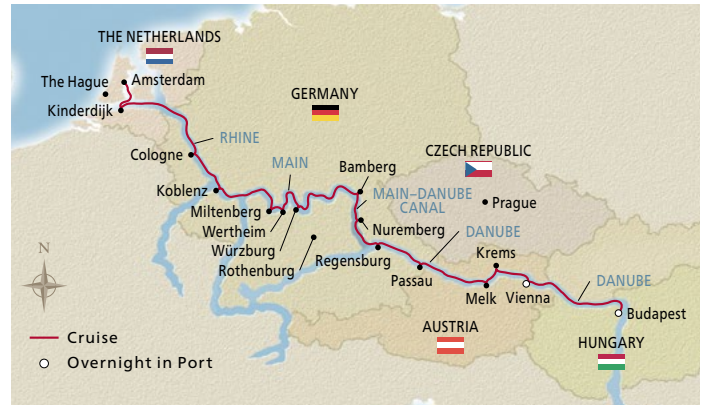 THE NETHERLANDS
The Hague
Amsterdam
Kinderdijk
GERMANY
RHINE
Cologne
MAIN
Koblenz
Bamberg
CZECH REPUBLIC
Miltenberg
Wertheim
Würzburg
Rothenburg
MAIN–DANUBE
CANAL
Prague
Nuremberg
Regensburg
DANUBE
Krems
Passau
Melk
Vienna
DANUBE
Budapest
AUSTRIA
HUNGARY
N
Cruise
Overnight in Port